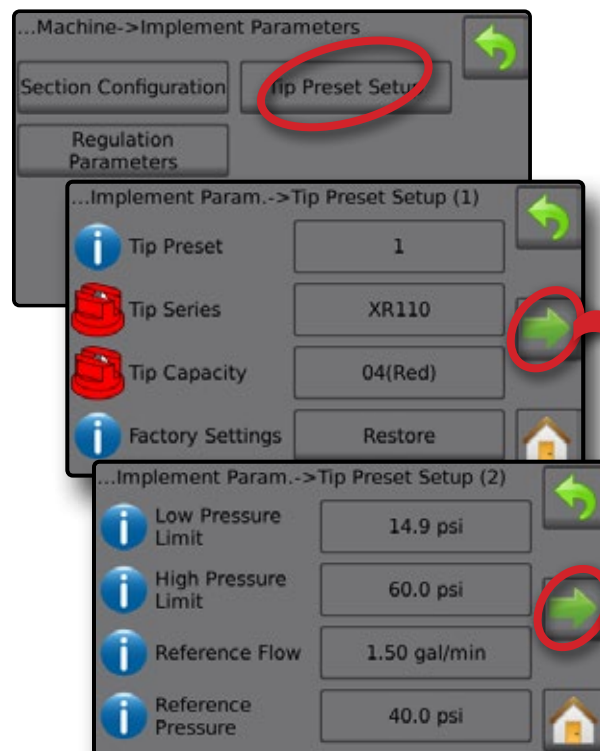 ...Machine->Implement Parameters
Section Configuration
Tip Preset Setup
Regulation
Parameters
...Implement Param.->Tip Preset Setup (1)
Tip Preset
1
Tip Series
XR110
Tip Capacity
04(Red)
Factory Settings
Restore
...Implement Param.->Tip Preset Setup (2)
Low Pressure
Limit
14.9 psi
High Pressure
Limit
60.0 psi
Reference Flow
1.50 gal/min
Reference
Pressure
40.0 psi